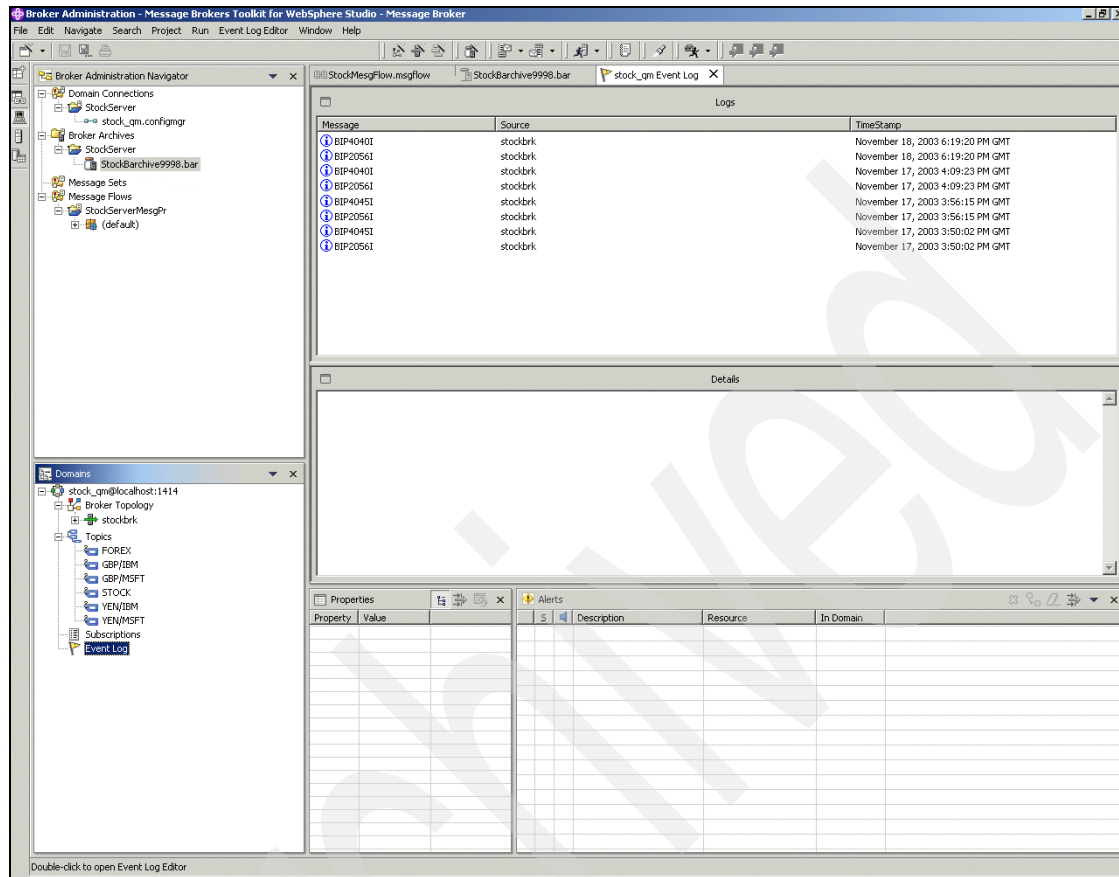 Broker Administration - Message Brokers Toolkit for WebSphere Studio - Message Broker
File Edit Navigate Search Project Run Event Log Editor Window Help
Broker Administration Navigator
Domain Connections
StockServer
stock_qm.configmgr
Broker Archives
StockServer
StockBarchive9998.bar
Message Sets
Message Flows
StockServerMesgPr
(default)
StockMesgFlow.msgflow StockBarchive9998.bar stock_qm Event Log
Logs
Message Source TimeStamp
BIP4040I stockbrk November 18, 2003 6:19:20 PM GMT
BIP2056I stockbrk November 18, 2003 6:19:20 PM GMT
BIP4040I stockbrk November 17, 2003 4:09:23 PM GMT
BIP2056I stockbrk November 17, 2003 4:09:23 PM GMT
BIP4045I stockbrk November 17, 2003 3:56:15 PM GMT
BIP2056I stockbrk November 17, 2003 3:56:15 PM GMT
BIP4045I stockbrk November 17, 2003 3:50:02 PM GMT
BIP2056I stockbrk November 17, 2003 3:50:02 PM GMT
Details
Domains
stock_qm@localhost:1414
Broker Topology
stockbrk
Topics
FOREX
GBP/IBM
GBP/MSFT
STOCK
YEN/IBM
YEN/MSFT
Subscriptions
Event Log
Properties
Property Value
Alerts
S Description Resource In Domain
Double-click to open Event Log Editor